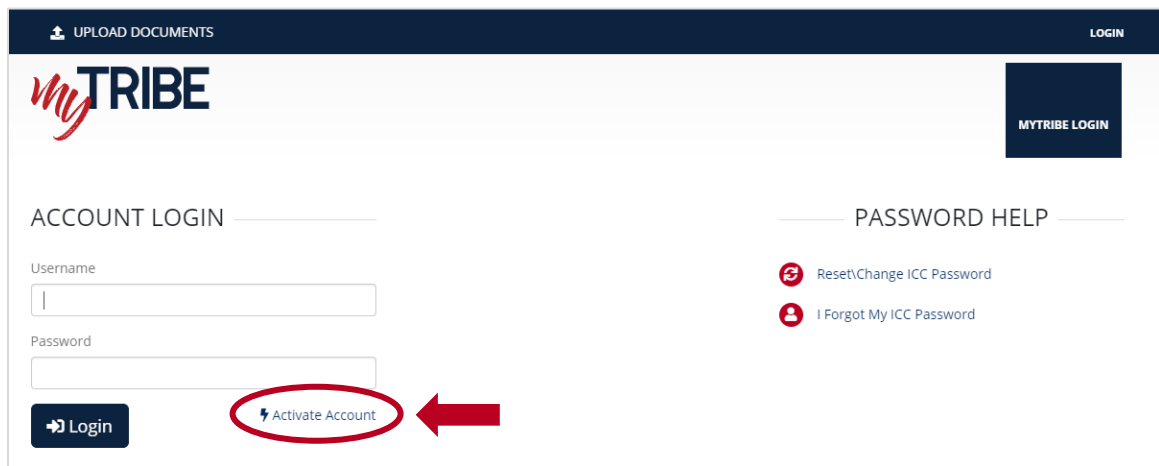 UPLOAD DOCUMENTS
LOGIN
myTRIBE
MYTRIBE LOGIN
ACCOUNT LOGIN
Username
Password
Activate Account
Login
PASSWORD HELP
Reset\Change ICC Password
I Forgot My ICC Password